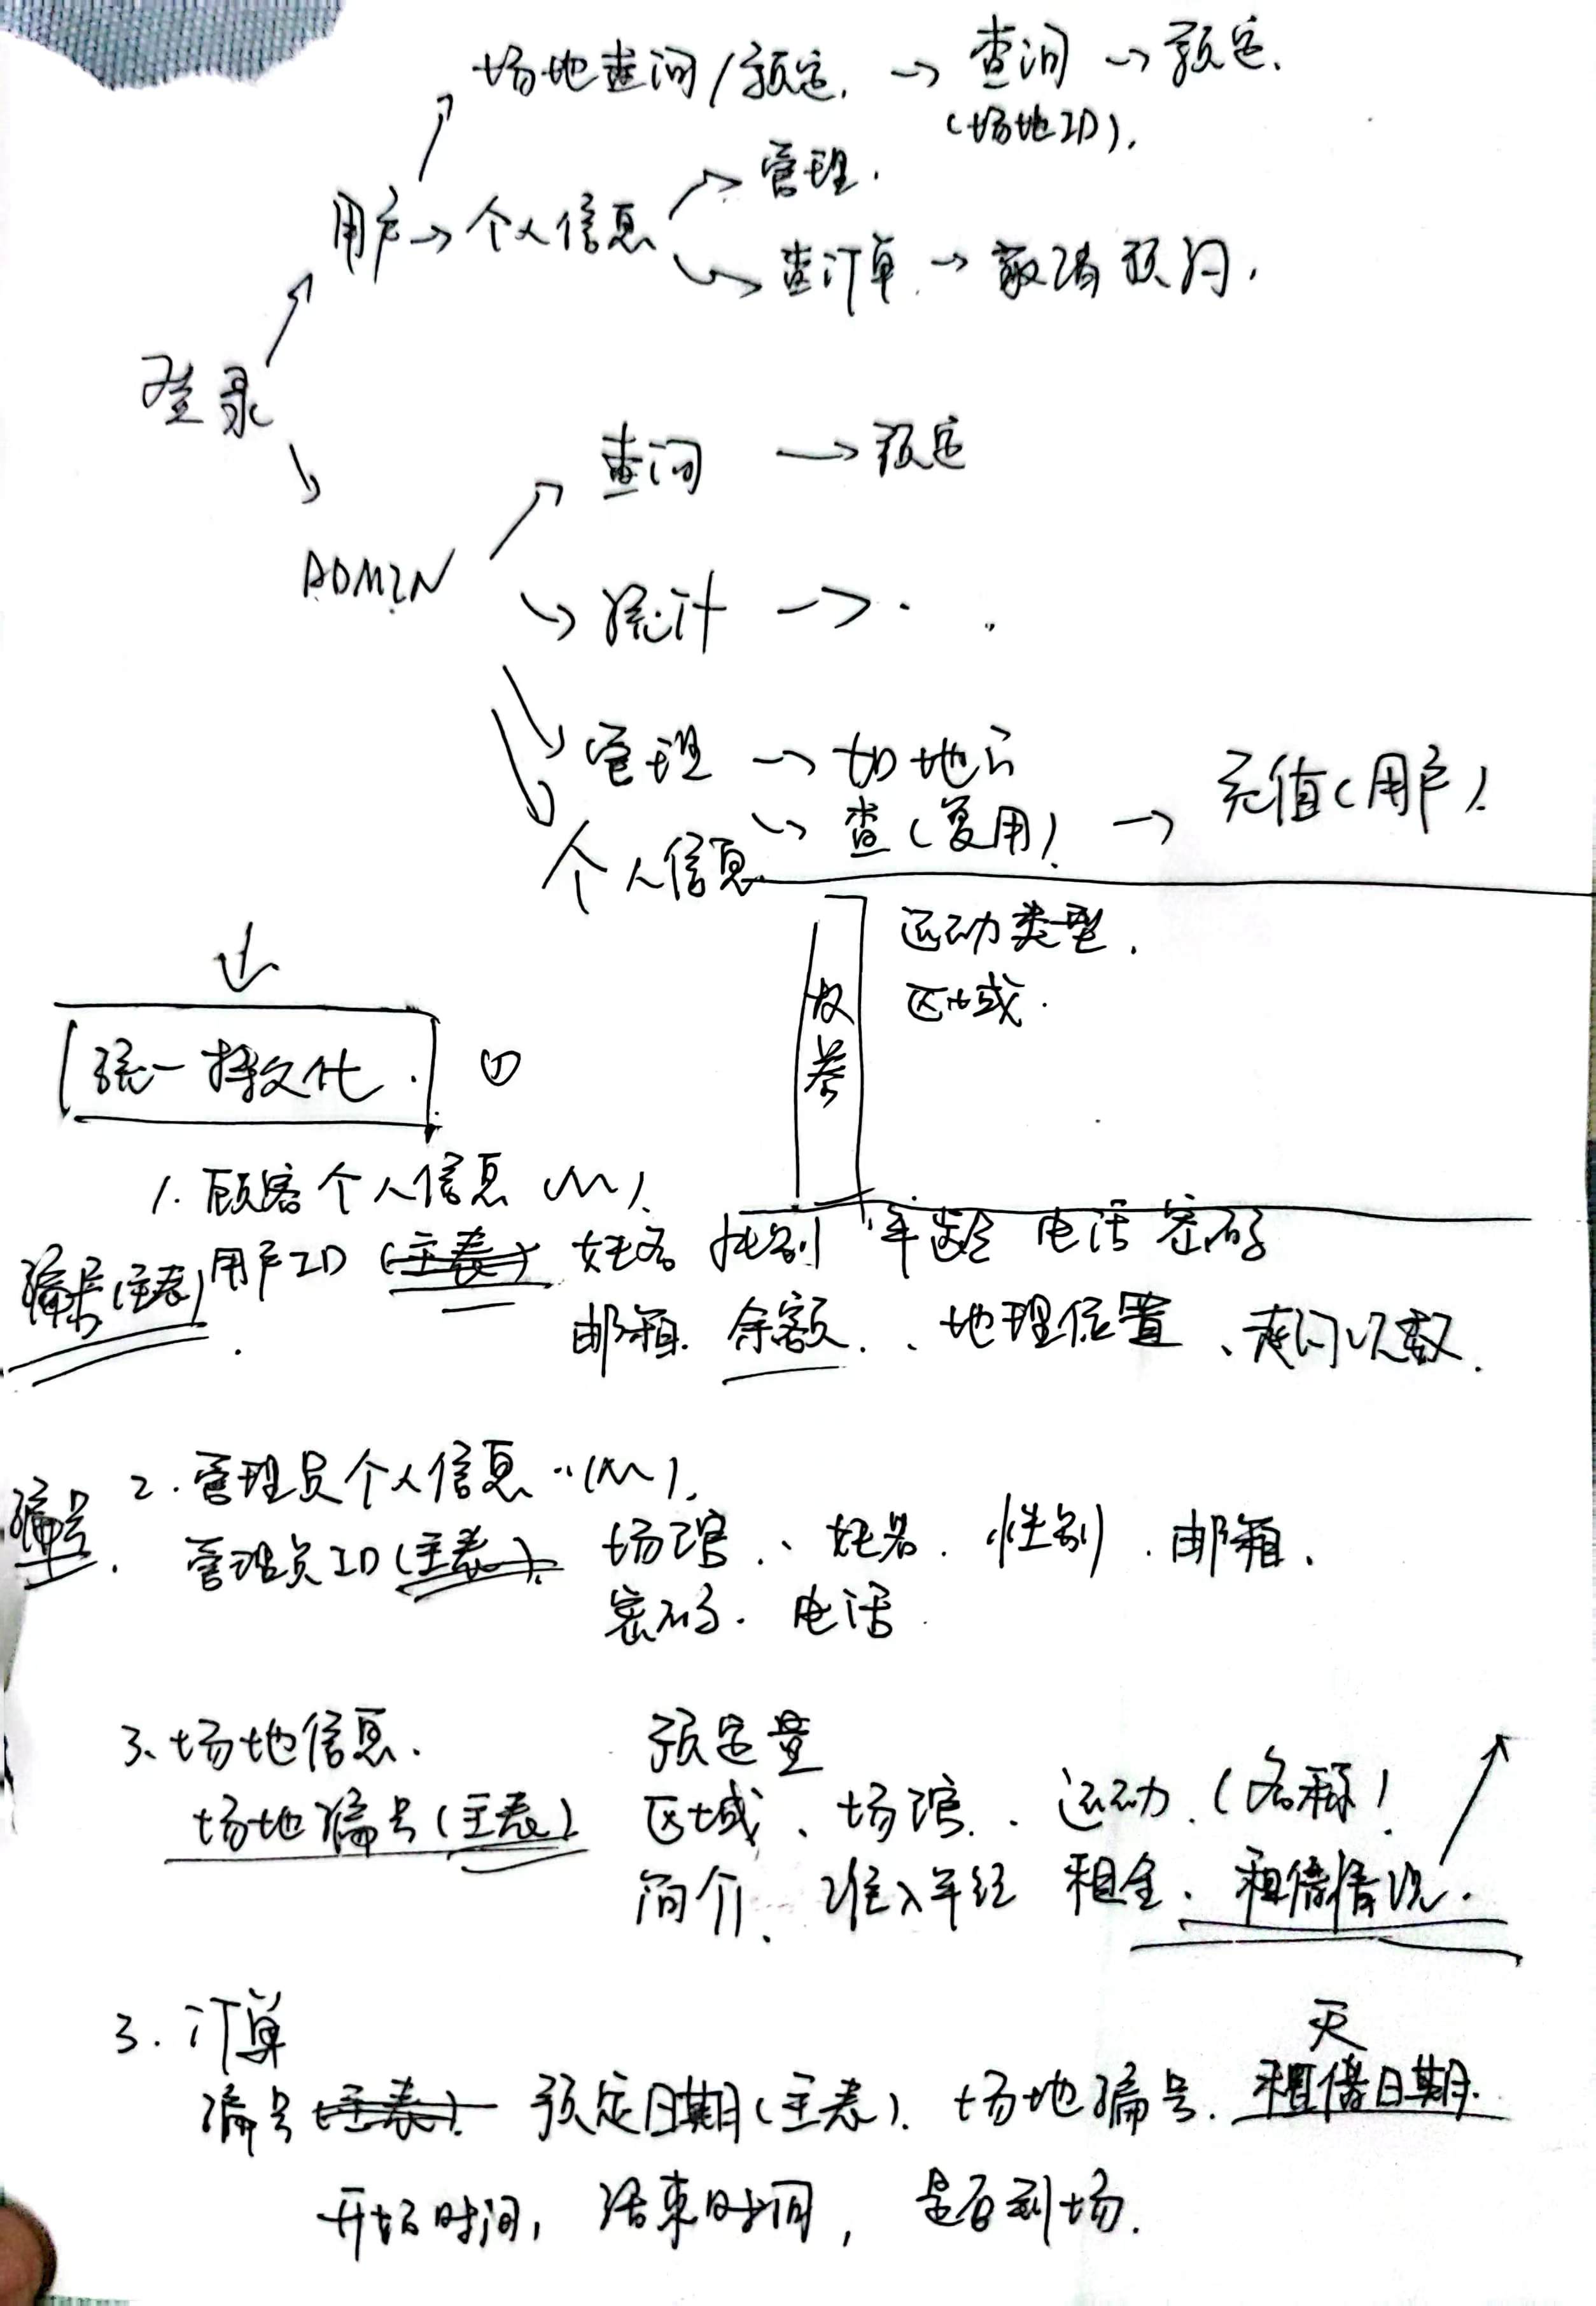 场地查询/预定. → 查询 → 预定.
(场地ID).
用户 → 个人信息
管理.
查订单 → 取消预约.
登录
查询 → 预定
ADMIN
统计 → .
管理 → 加地
查(复用). → 充值(用户).
个人信息.
运动类型.
区域.
枚举
统一 持文化. ①
1. 顾客个人信息
编号(主表) 用户ID (主表) 姓名 性别 年龄 电话 密码
邮箱. 余额. 、地理位置、违约次数.
2. 管理员个人信息
编号. 管理员ID(主表). 场馆、姓名. 性别. 邮箱.
密码. 电话.
3. 场地信息. 预定量
场地编号(主表) 区域、场馆、运动.(名称)
简介、准入年 租金. 租借情况.
3. 订单
天
编号(主表) 预定日期(主表). 场地编号. 租借日期.
开始时间, 结束时间, 是否到场.